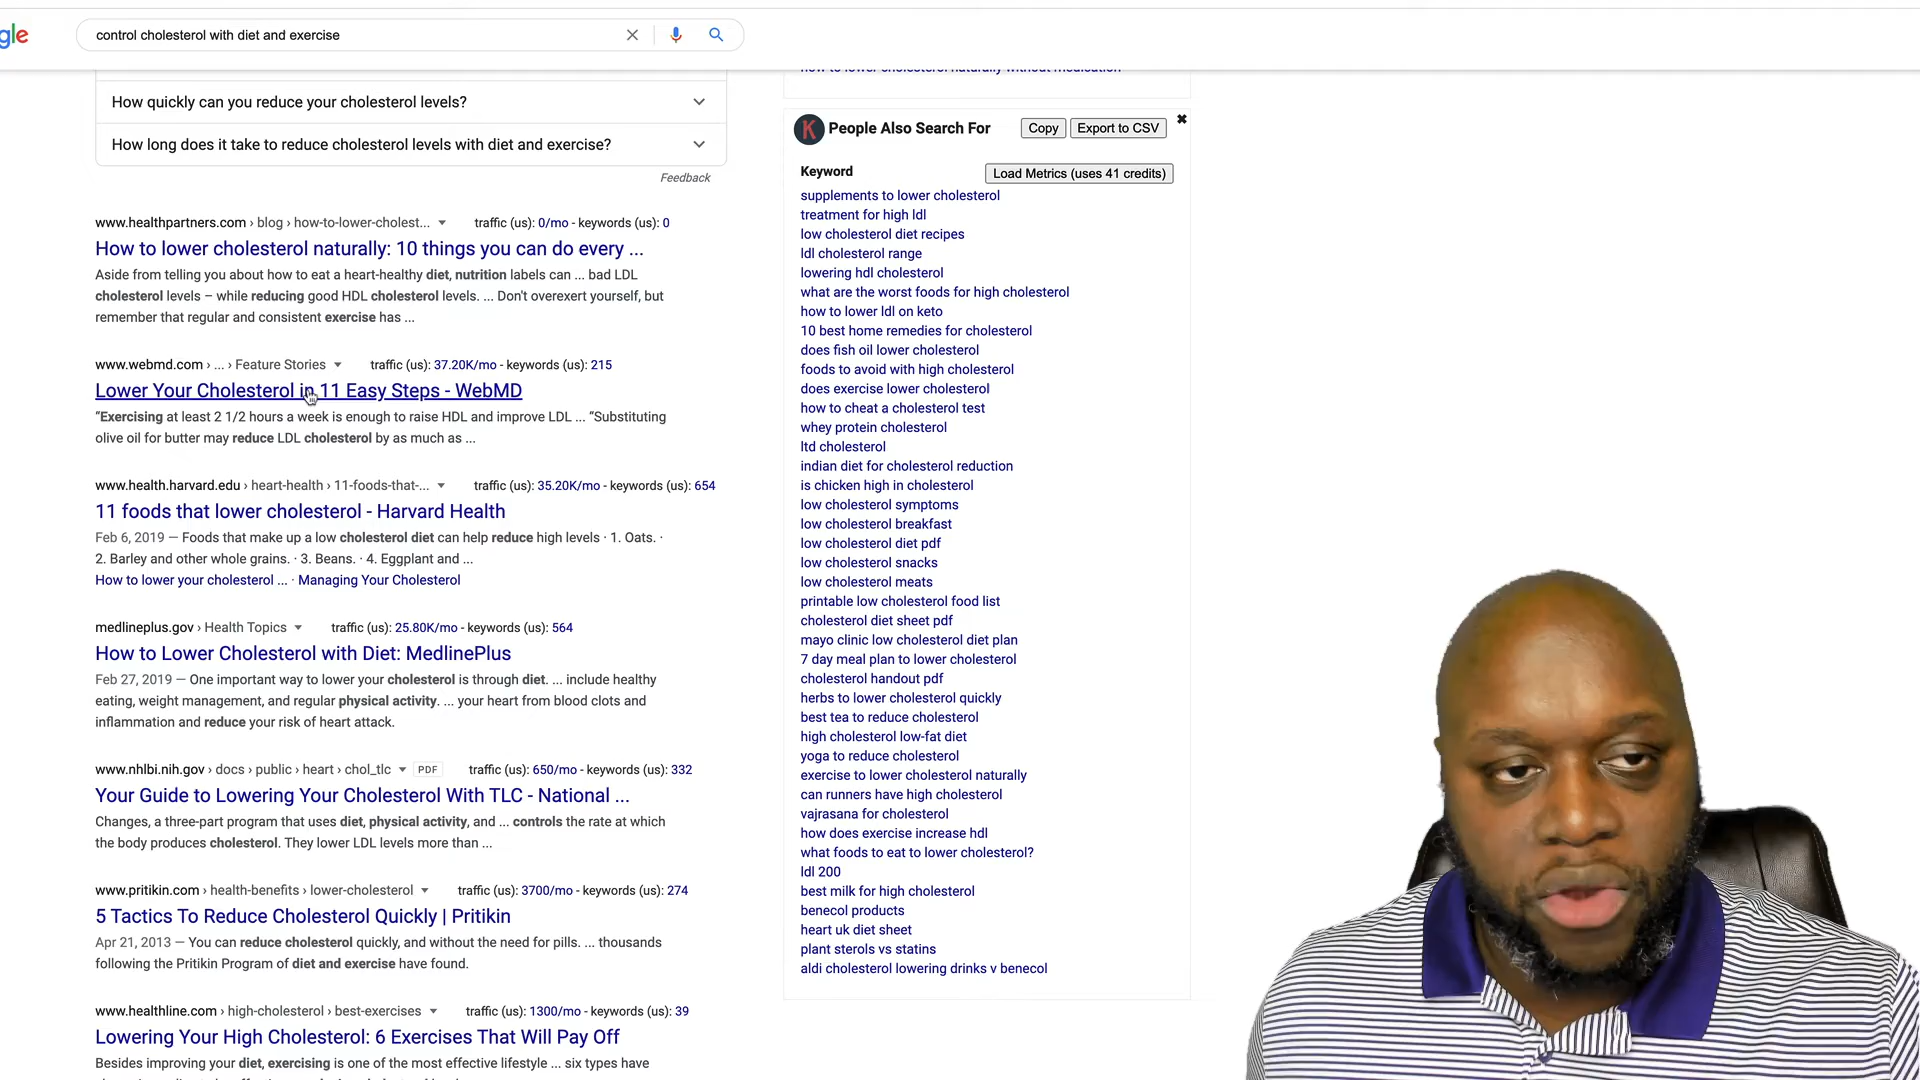 gle
control cholesterol with diet and exercise
How quickly can you reduce your cholesterol levels?
How long does it take to reduce cholesterol levels with diet and exercise?
Feedback
www.healthpartners.com › blog › how-to-lower-cholest... traffic (us): 0/mo - keywords (us): 0
How to lower cholesterol naturally: 10 things you can do every ...
Aside from telling you about how to eat a heart-healthy diet, nutrition labels can ... bad LDL
cholesterol levels – while reducing good HDL cholesterol levels. ... Don't overexert yourself, but
remember that regular and consistent exercise has ...
www.webmd.com › ... › Feature Stories traffic (us): 37.20K/mo - keywords (us): 215
Lower Your Cholesterol in 11 Easy Steps - WebMD
"Exercising at least 2 1/2 hours a week is enough to raise HDL and improve LDL ... "Substituting
olive oil for butter may reduce LDL cholesterol by as much as ...
www.health.harvard.edu › heart-health › 11-foods-that-... traffic (us): 35.20K/mo - keywords (us): 654
11 foods that lower cholesterol - Harvard Health
Feb 6, 2019 — Foods that make up a low cholesterol diet can help reduce high levels · 1. Oats. ·
2. Barley and other whole grains. · 3. Beans. · 4. Eggplant and ...
How to lower your cholesterol ... · Managing Your Cholesterol
medlineplus.gov › Health Topics traffic (us): 25.80K/mo - keywords (us): 564
How to Lower Cholesterol with Diet: MedlinePlus
Feb 27, 2019 — One important way to lower your cholesterol is through diet. ... include healthy
eating, weight management, and regular physical activity. ... your heart from blood clots and
inflammation and reduce your risk of heart attack.
www.nhlbi.nih.gov › docs › public › heart › chol_tlc PDF traffic (us): 650/mo - keywords (us): 332
Your Guide to Lowering Your Cholesterol With TLC - National ...
Changes, a three-part program that uses diet, physical activity, and ... controls the rate at which
the body produces cholesterol. They lower LDL levels more than ...
www.pritikin.com › health-benefits › lower-cholesterol traffic (us): 3700/mo - keywords (us): 274
5 Tactics To Reduce Cholesterol Quickly | Pritikin
Apr 21, 2013 — You can reduce cholesterol quickly, and without the need for pills. ... thousands
following the Pritikin Program of diet and exercise have found.
www.healthline.com › high-cholesterol › best-exercises traffic (us): 1300/mo - keywords (us): 39
Lowering Your High Cholesterol: 6 Exercises That Will Pay Off
Besides improving your diet, exercising is one of the most effective lifestyle ... six types have
how to lower cholesterol naturally without medication
K People Also Search For Copy Export to CSV
Keyword Load Metrics (uses 41 credits)
supplements to lower cholesterol
treatment for high ldl
low cholesterol diet recipes
ldl cholesterol range
lowering hdl cholesterol
what are the worst foods for high cholesterol
how to lower ldl on keto
10 best home remedies for cholesterol
does fish oil lower cholesterol
foods to avoid with high cholesterol
does exercise lower cholesterol
how to cheat a cholesterol test
whey protein cholesterol
ltd cholesterol
indian diet for cholesterol reduction
is chicken high in cholesterol
low cholesterol symptoms
low cholesterol breakfast
low cholesterol diet pdf
low cholesterol snacks
low cholesterol meats
printable low cholesterol food list
cholesterol diet sheet pdf
mayo clinic low cholesterol diet plan
7 day meal plan to lower cholesterol
cholesterol handout pdf
herbs to lower cholesterol quickly
best tea to reduce cholesterol
high cholesterol low-fat diet
yoga to reduce cholesterol
exercise to lower cholesterol naturally
can runners have high cholesterol
vajrasana for cholesterol
how does exercise increase hdl
what foods to eat to lower cholesterol?
ldl 200
best milk for high cholesterol
benecol products
heart uk diet sheet
plant sterols vs statins
aldi cholesterol lowering drinks v benecol